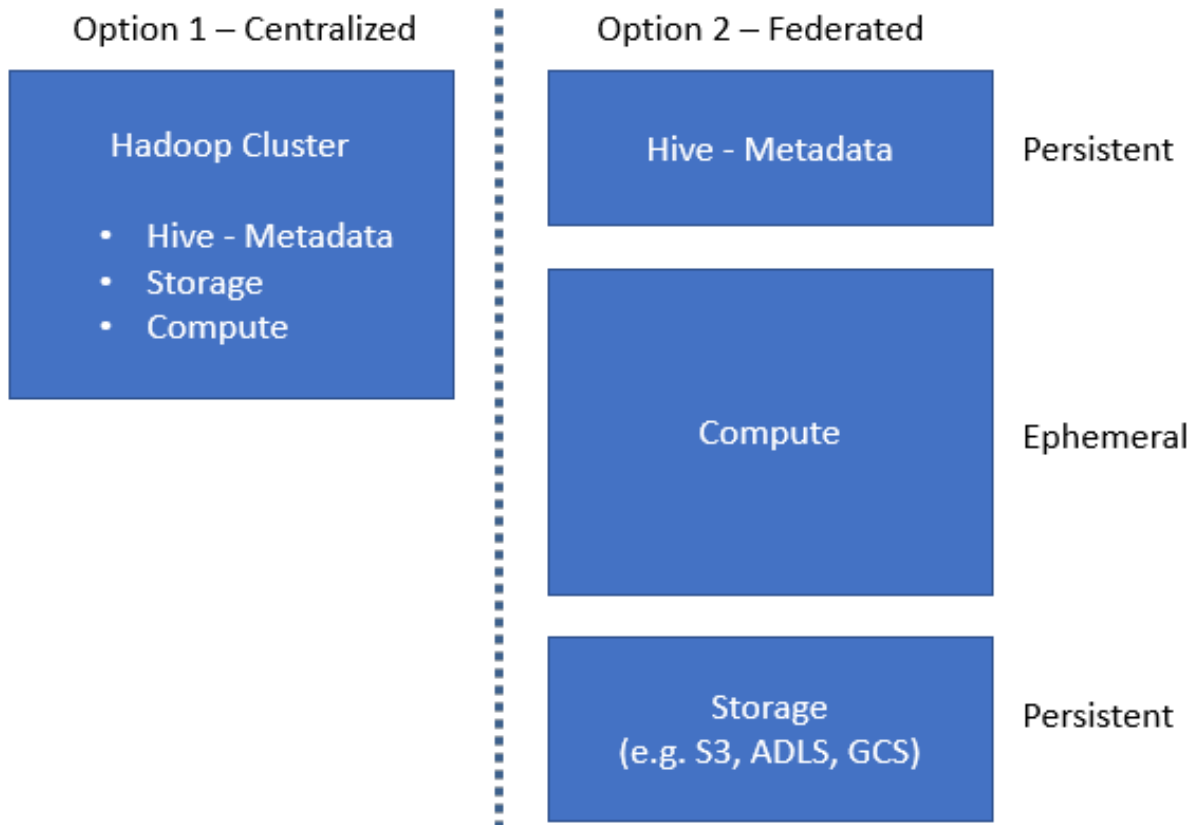 Option 1 – Centralized
Hadoop Cluster
• Hive - Metadata
• Storage
• Compute
Option 2 – Federated
Hive - Metadata
Persistent
Compute
Ephemeral
Storage
(e.g. S3, ADLS, GCS)
Persistent